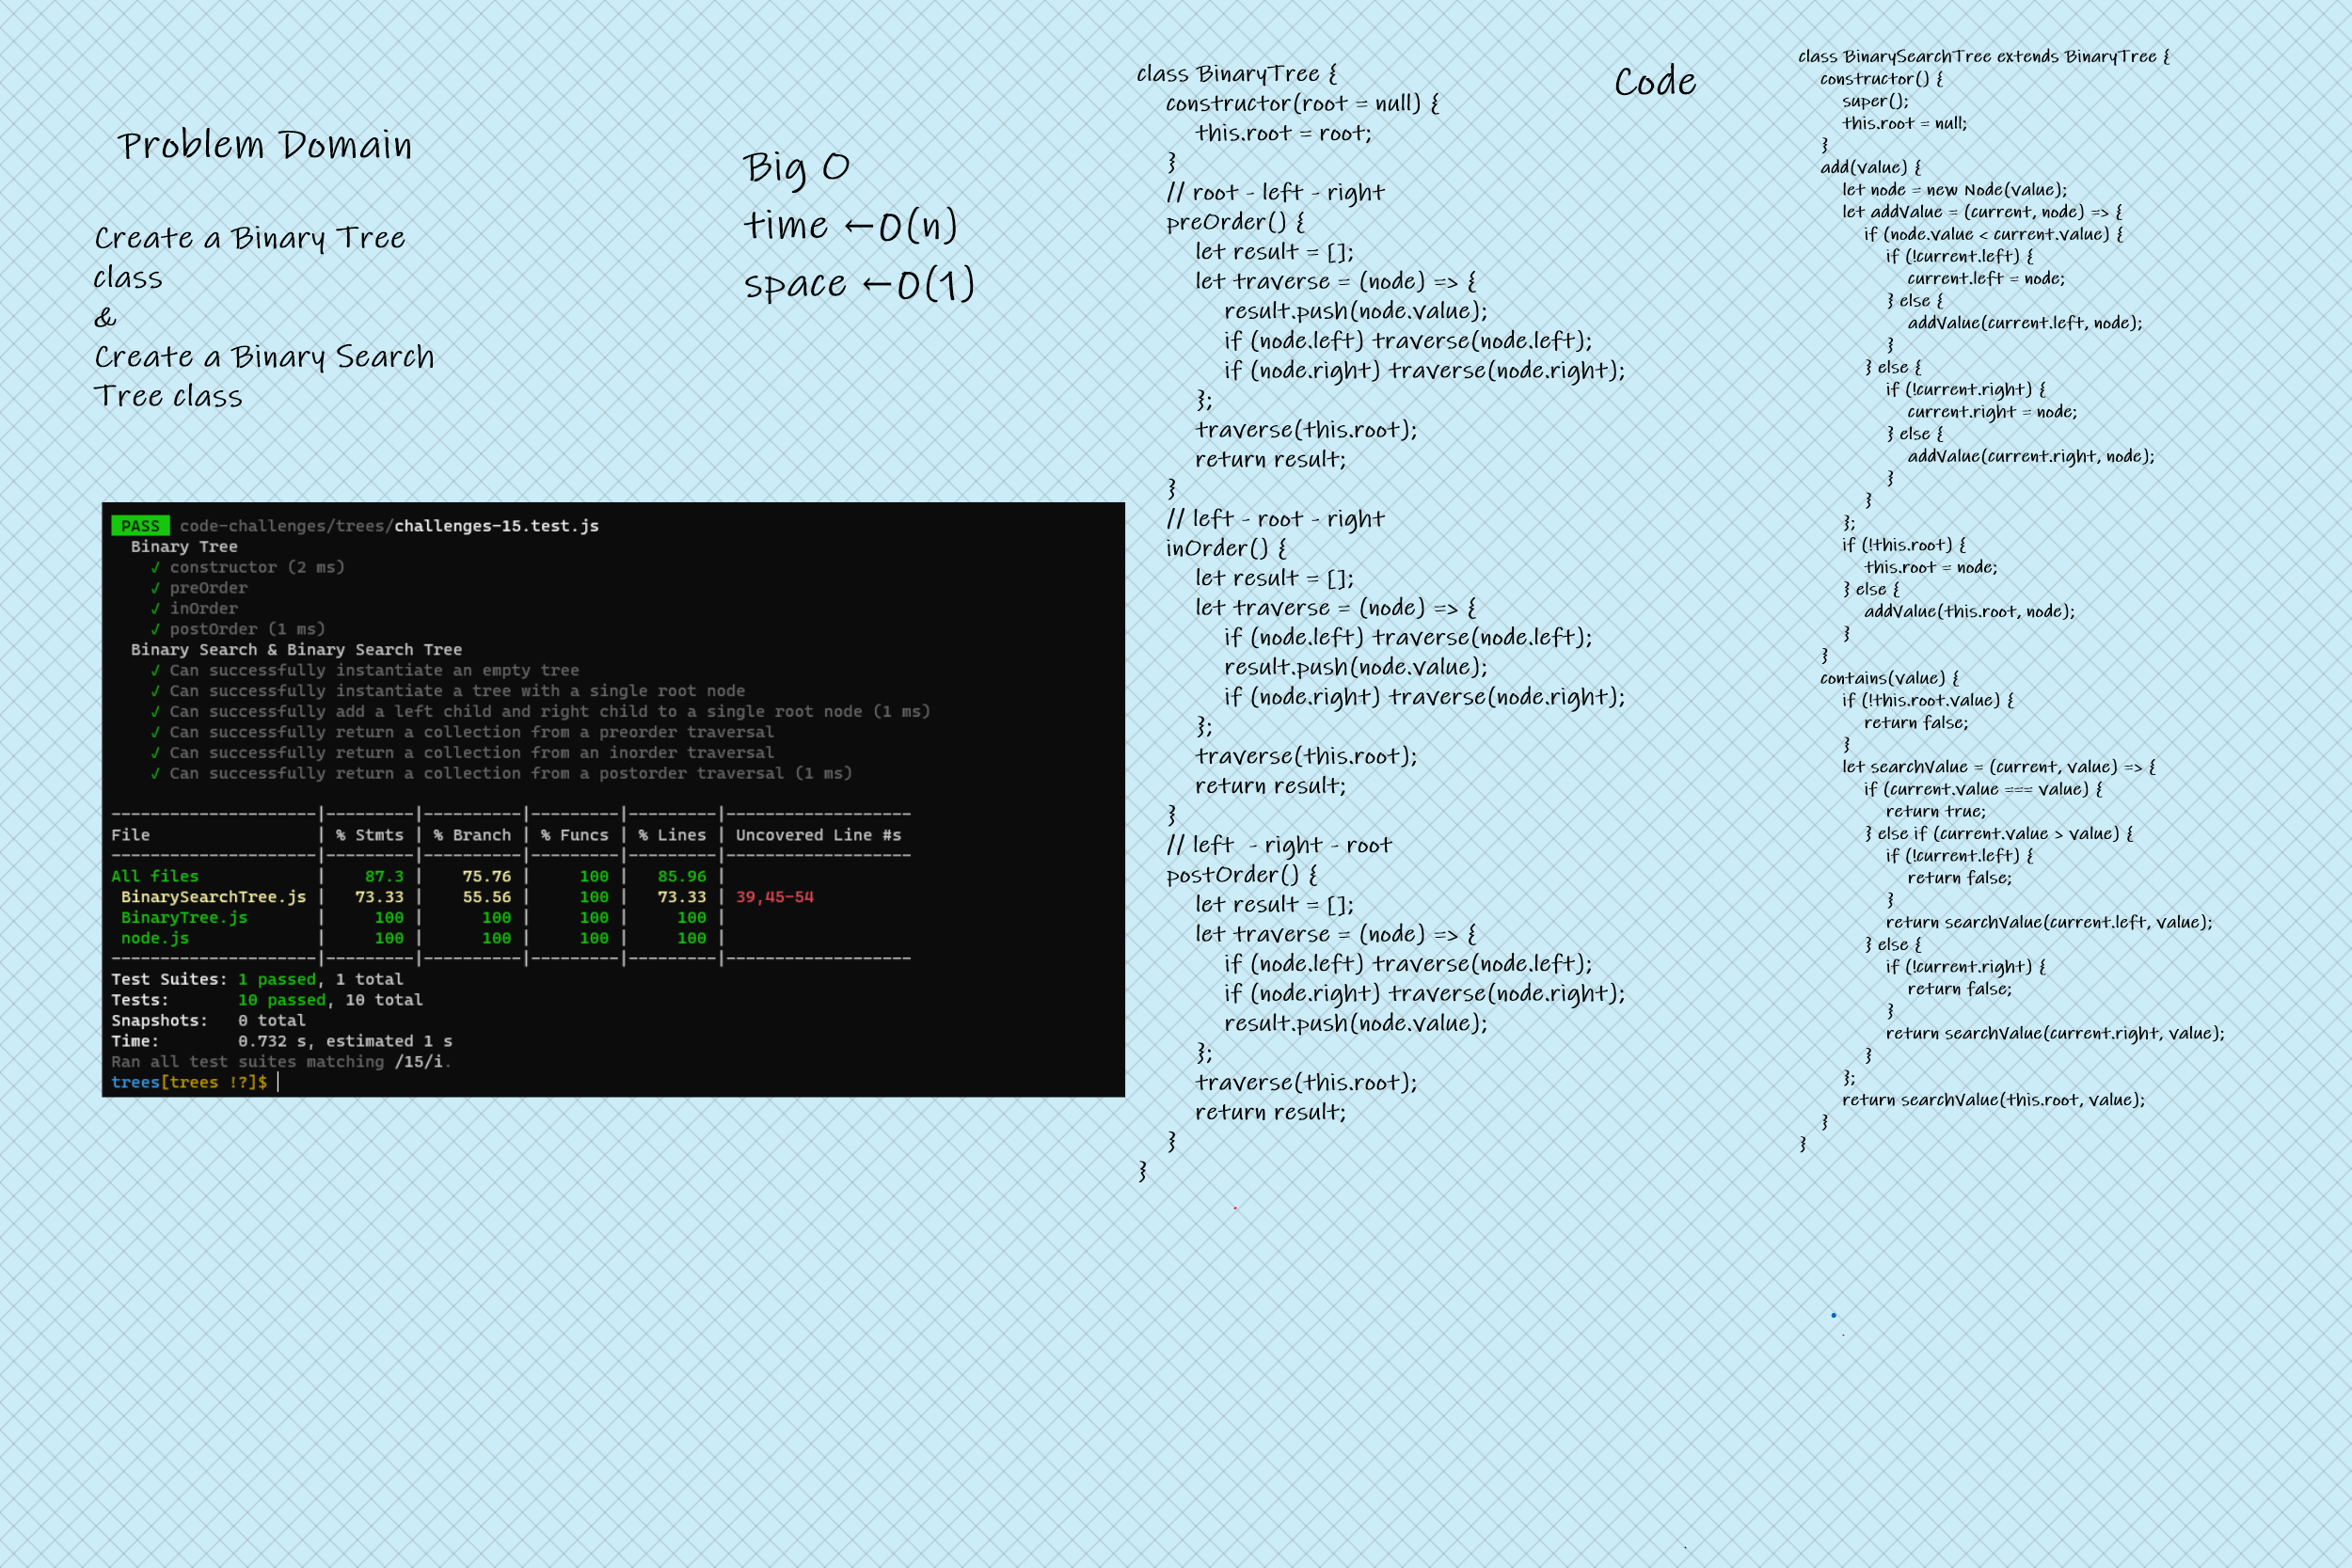 Problem Domain
Create a Binary Tree
class
&
Create a Binary Search
Tree class
Big O
time ←O(n)
space ←O(1)
PASS code-challenges/trees/challenges-15.test.js
Binary Tree
✓ constructor (2 ms)
✓ preOrder
✓ inOrder
✓ postOrder (1 ms)
Binary Search & Binary Search Tree
✓ Can successfully instantiate an empty tree
✓ Can successfully instantiate a tree with a single root node
✓ Can successfully add a left child and right child to a single root node (1 ms)
✓ Can successfully return a collection from a preorder traversal
✓ Can successfully return a collection from an inorder traversal
✓ Can successfully return a collection from a postorder traversal (1 ms)
---------------------|---------|----------|---------|---------|-------------------
File | % Stmts | % Branch | % Funcs | % Lines | Uncovered Line #s
---------------------|---------|----------|---------|---------|-------------------
All files | 87.3 | 75.76 | 100 | 85.96 |
BinarySearchTree.js | 73.33 | 55.56 | 100 | 73.33 | 39,45-54
BinaryTree.js | 100 | 100 | 100 | 100 |
node.js | 100 | 100 | 100 | 100 |
---------------------|---------|----------|---------|---------|-------------------
Test Suites: 1 passed, 1 total
Tests: 10 passed, 10 total
Snapshots: 0 total
Time: 0.732 s, estimated 1 s
Ran all test suites matching /15/i.
trees[trees !?]$
Code
class BinaryTree {
constructor(root = null) {
this.root = root;
}
// root - left - right
preOrder() {
let result = [];
let traverse = (node) => {
result.push(node.value);
if (node.left) traverse(node.left);
if (node.right) traverse(node.right);
};
traverse(this.root);
return result;
}
// left - root - right
inOrder() {
let result = [];
let traverse = (node) => {
if (node.left) traverse(node.left);
result.push(node.value);
if (node.right) traverse(node.right);
};
traverse(this.root);
return result;
}
// left - right - root
postOrder() {
let result = [];
let traverse = (node) => {
if (node.left) traverse(node.left);
if (node.right) traverse(node.right);
result.push(node.value);
};
traverse(this.root);
return result;
}
}
class BinarySearchTree extends BinaryTree {
constructor() {
super();
this.root = null;
}
add(value) {
let node = new Node(value);
let addValue = (current, node) => {
if (node.value < current.value) {
if (!current.left) {
current.left = node;
} else {
addValue(current.left, node);
}
} else {
if (!current.right) {
current.right = node;
} else {
addValue(current.right, node);
}
}
};
if (!this.root) {
this.root = node;
} else {
addValue(this.root, node);
}
}
contains(value) {
if (!this.root.value) {
return false;
}
let searchValue = (current, value) => {
if (current.value === value) {
return true;
} else if (current.value > value) {
if (!current.left) {
return false;
}
return searchValue(current.left, value);
} else {
if (!current.right) {
return false;
}
return searchValue(current.right, value);
}
};
return searchValue(this.root, value);
}
}